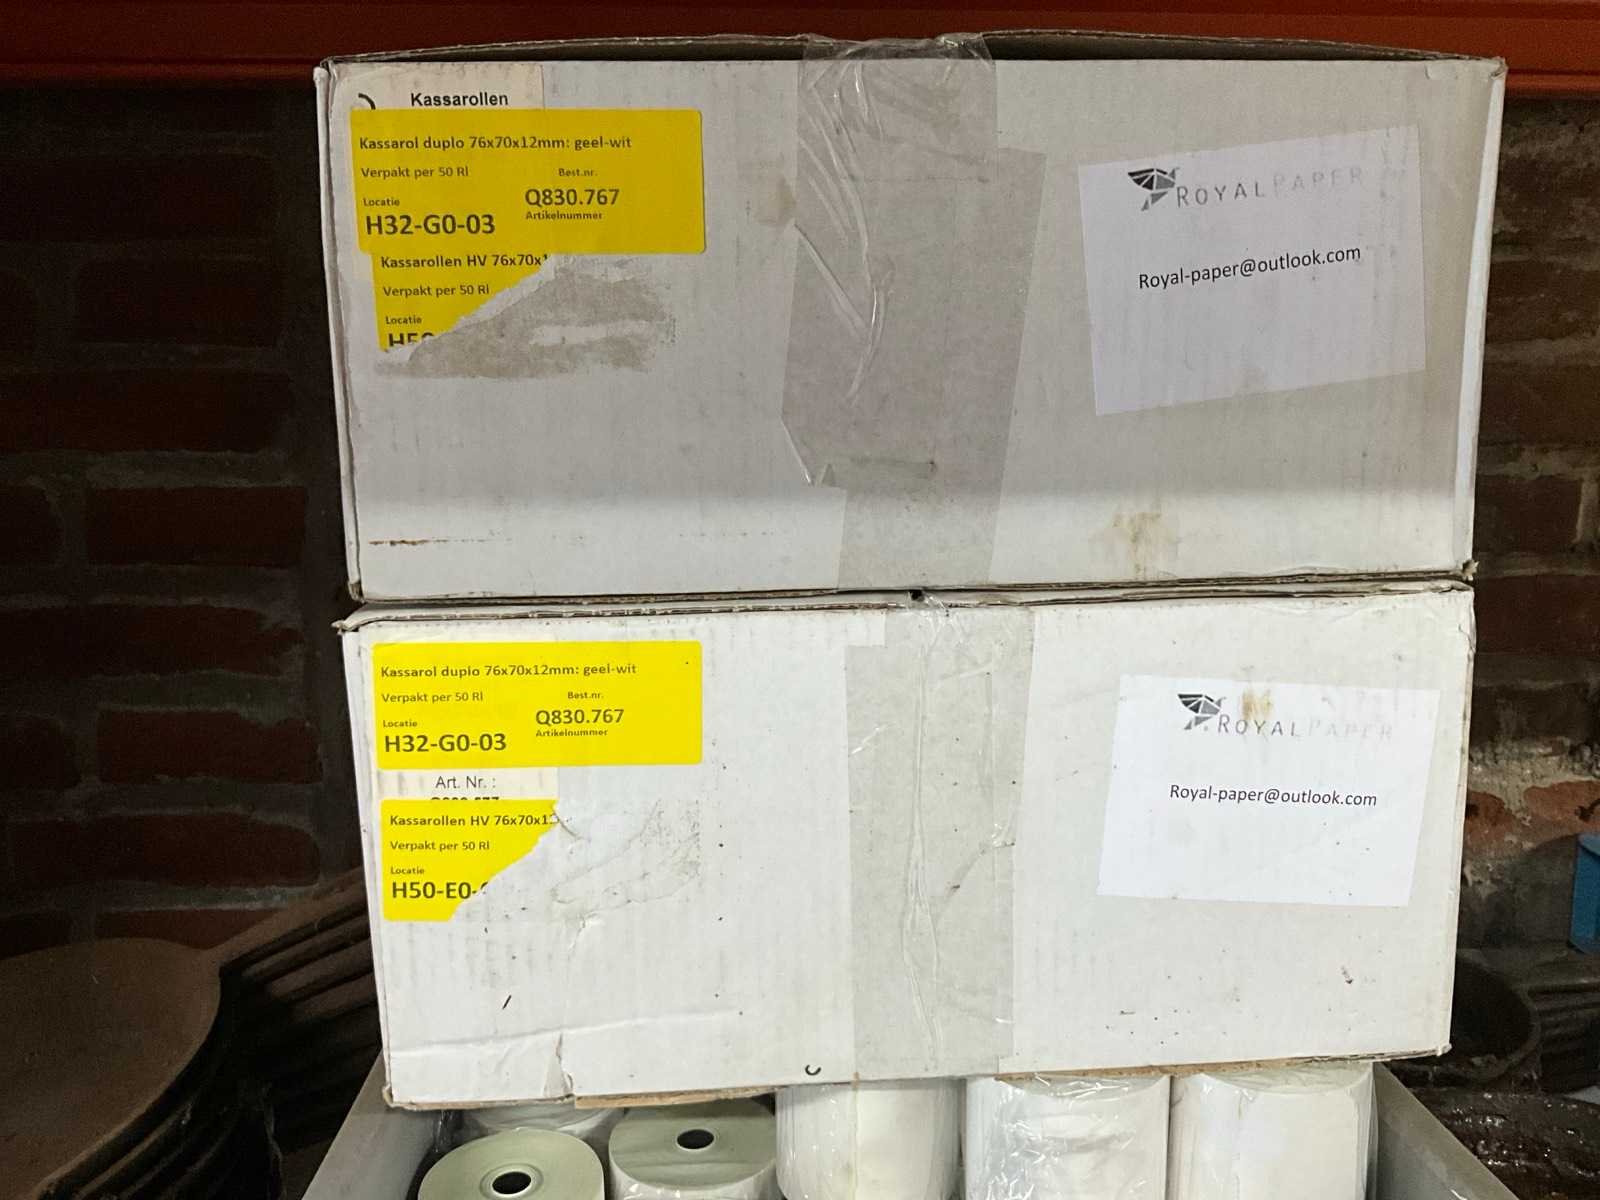 Kassarollen
Kassarol duplo 76x70x12mm: geel-wit
Verpakt per 50 Rl
Best.nr.
Locatie
Q830.767
H32-G0-03
Artikelnummer
Kassarollen HV 76x70x1
Verpakt per 50 Rl
Locatie
ROYALPAPER
Royal-paper@outlook.com
Kassarol duplo 76x70x12mm: geel-wit
Verpakt per 50 Rl
Best.nr.
Locatie
Q830.767
H32-G0-03
Artikelnummer
Art. Nr. :
Kassarollen HV 76x70x1
Verpakt per 50 Rl
Locatie
H50-E0-
ROYALPAPER
Royal-paper@outlook.com